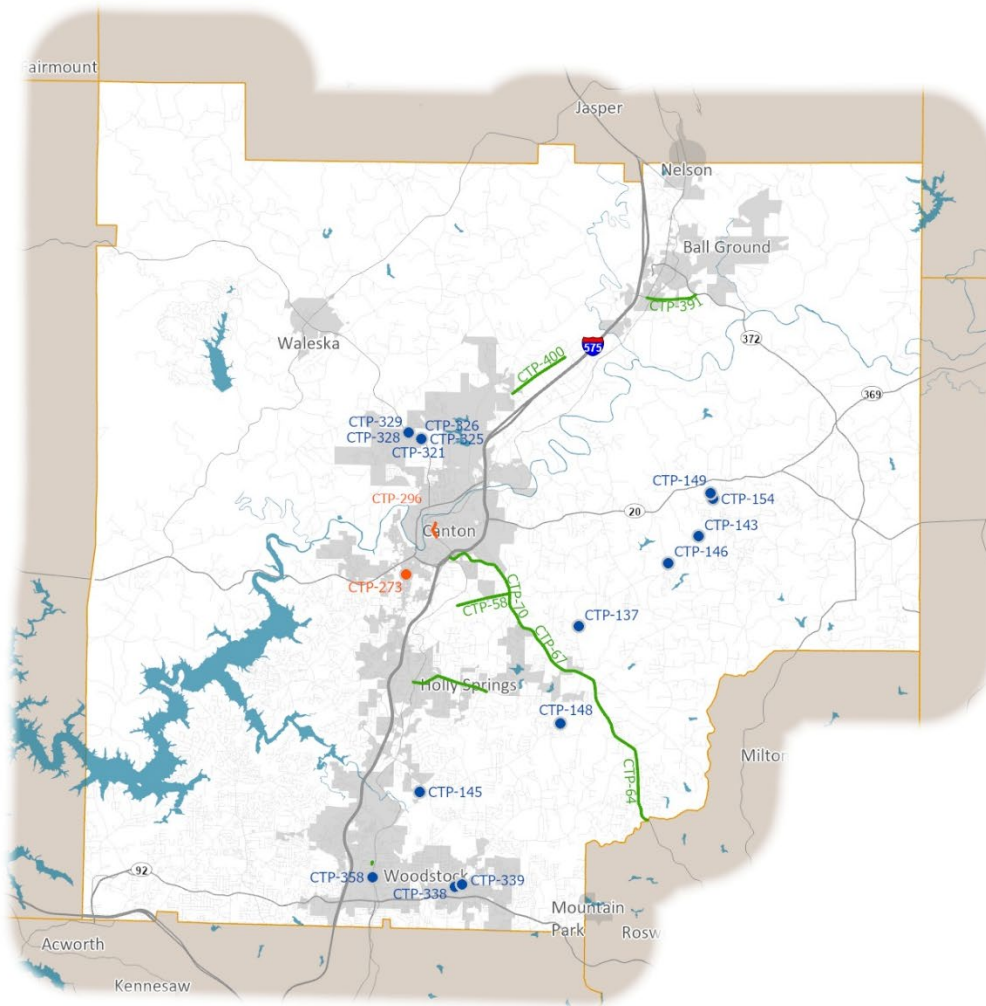 airmount
Jasper
Nelson
Ball Ground
CTP-391
575
372
Waleska
CTP-400
369
CTP-329
CTP-326
CTP-328
CTP-325
CTP-321
CTP-296
CTP-149
CTP-154
20
Canton
CTP-143
CTP-146
CTP-273
CTP-70
CTP-58
CTP-137
CTP-67
Holly Springs
CTP-148
Milton
CTP-64
CTP-145
92
CTP-358
Woodstock
CTP-339
CTP-338
Mountain
Park
Rosw
Acworth
Kennesaw